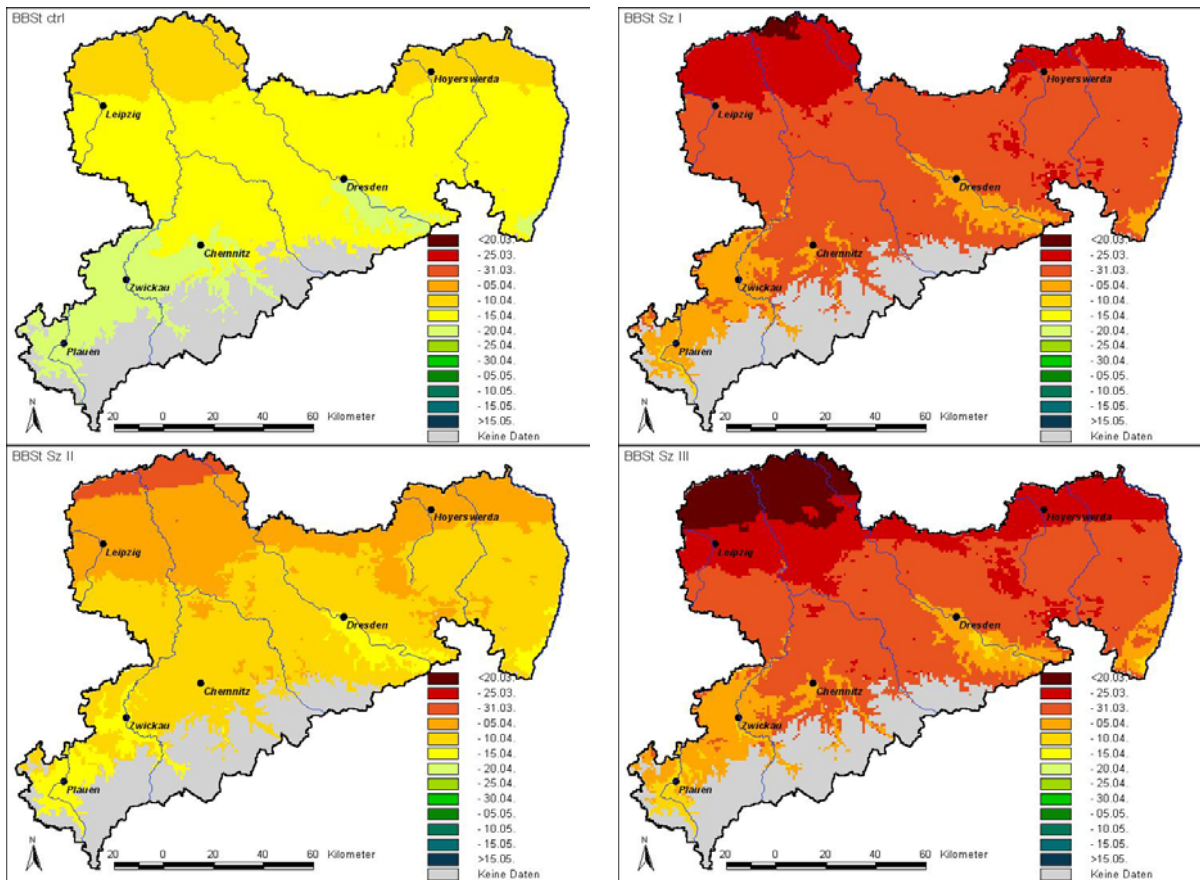 BBSt ctrl
Hoyerswerda
Leipzig
Dresden
Chemnitz
Zwickau
Plauen
<20.03.
- 25.03.
- 31.03.
- 05.04.
- 10.04.
- 15.04.
- 20.04.
- 25.04.
- 30.04.
- 05.05.
- 10.05.
- 15.05.
>15.05.
Keine Daten
N
20 0 20 40 60 Kilometer
BBSt Sz I
Hoyerswerda
Leipzig
Dresden
Chemnitz
Zwickau
Plauen
<20.03.
- 25.03.
- 31.03.
- 05.04.
- 10.04.
- 15.04.
- 20.04.
- 25.04.
- 30.04.
- 05.05.
- 10.05.
- 15.05.
>15.05.
Keine Daten
N
20 0 20 40 60 Kilometer
BBSt Sz II
Hoyerswerda
Leipzig
Dresden
Chemnitz
Zwickau
Plauen
<20.03.
- 25.03.
- 31.03.
- 05.04.
- 10.04.
- 15.04.
- 20.04.
- 25.04.
- 30.04.
- 05.05.
- 10.05.
- 15.05.
>15.05.
Keine Daten
N
20 0 20 40 60 Kilometer
BBSt Sz III
Hoyerswerda
Leipzig
Dresden
Chemnitz
Zwickau
Plauen
<20.03.
- 25.03.
- 31.03.
- 05.04.
- 10.04.
- 15.04.
- 20.04.
- 25.04.
- 30.04.
- 05.05.
- 10.05.
- 15.05.
>15.05.
Keine Daten
N
20 0 20 40 60 Kilometer